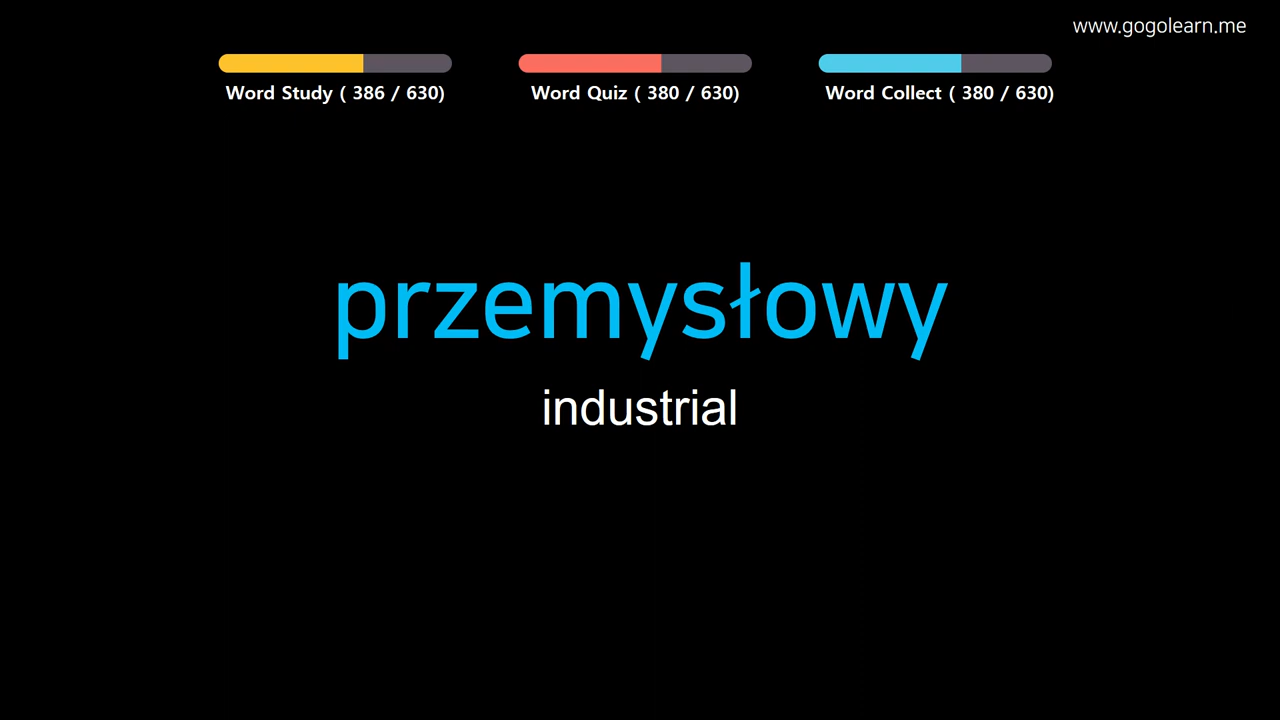 www.gogolearn.me
Word Study ( 386 / 630)
Word Quiz ( 380 / 630)
Word Collect ( 380 / 630)
przemysłowy
industrial